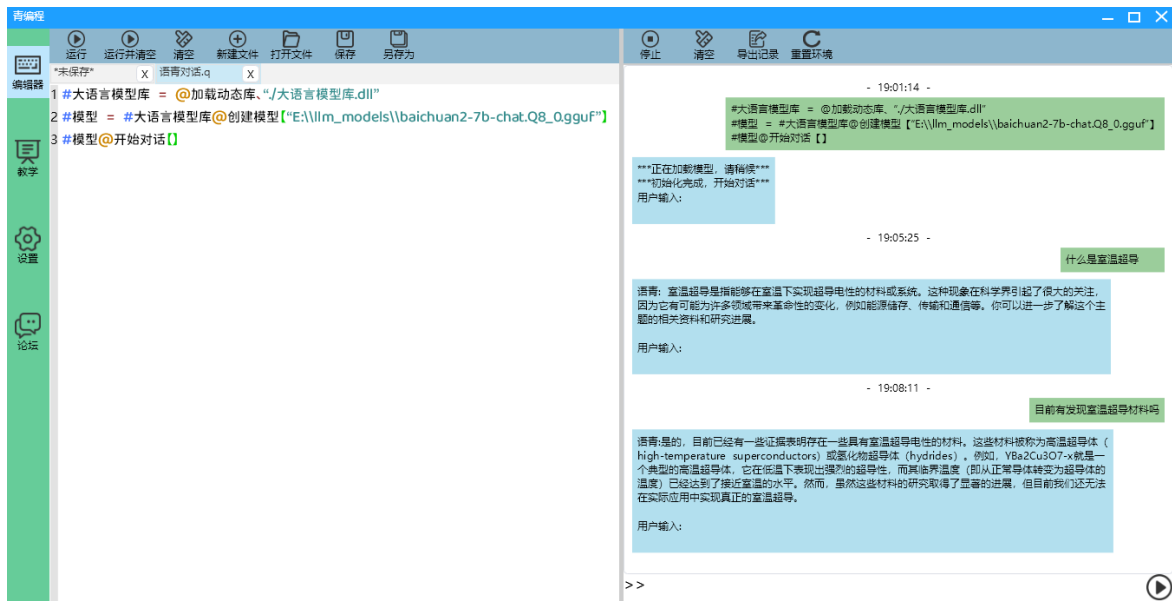 青编程
运行 运行并清空 清空 新建文件 打开文件 保存 另存为
停止 清空 导出记录 重置环境
编辑器
教学
设置
论坛
*未保存* X 语青对话.q X
1 #大语言模型库 = @加载动态库、“./大语言模型库.dll”
2 #模型 = #大语言模型库@创建模型【“E:\\llm_models\\baichuan2-7b-chat.Q8_0.gguf”】
3 #模型@开始对话【】
- 19:01:14 -
#大语言模型库 = @加载动态库、“./大语言模型库.dll”
#模型 = #大语言模型库@创建模型【“E:\\llm_models\\baichuan2-7b-chat.Q8_0.gguf”】
#模型@开始对话【】
***正在加载模型，请稍候***
***初始化完成，开始对话***
用户输入:
- 19:05:25 -
什么是室温超导
语青: 室温超导是指能够在室温下实现超导电性的材料或系统。这种现象在科学界引起了很大的关注，
因为它有可能为许多领域带来革命性的变化，例如能源储存、传输和通信等。你可以进一步了解这个主
题的相关资料和研究进展。
用户输入:
- 19:08:11 -
目前有发现室温超导材料吗
语青:是的，目前已经有一些证据表明存在一些具有室温超导电性的材料。这些材料被称为高温超导体（
high-temperature superconductors）或氢化物超导体（hydrides）。例如，YBa2Cu3O7-x就是一
个典型的高温超导体，它在低温下表现出强烈的超导性，而其临界温度（即从正常导体转变为超导体的
温度）已经达到了接近室温的水平。然而，虽然这些材料的研究取得了显著的进展，但目前我们还无法
在实际应用中实现真正的室温超导。
用户输入:
>>